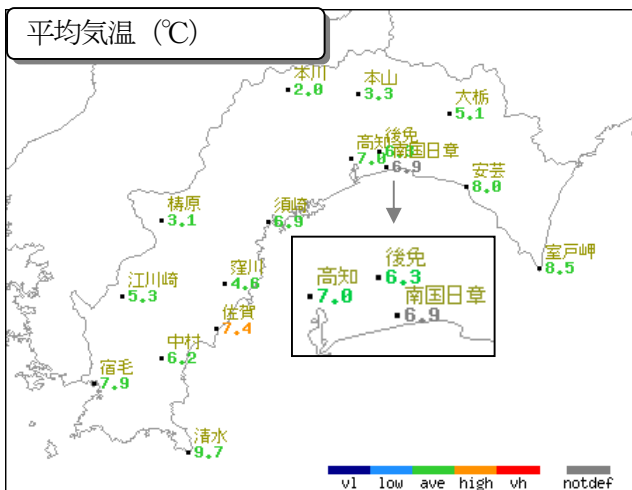 平均気温 (℃)
本川
2.0
本山
3.3
大栃
5.1
高知
7.0
後免
6.3
南国日章
6.9
安芸
8.0
梼原
3.1
須崎
6.9
室戸岬
8.5
江川崎
5.3
窪川
4.6
佐賀
7.4
中村
6.2
宿毛
7.9
清水
9.7
後免
6.3
高知
7.0
南国日章
6.9
vl low ave high vh notdef